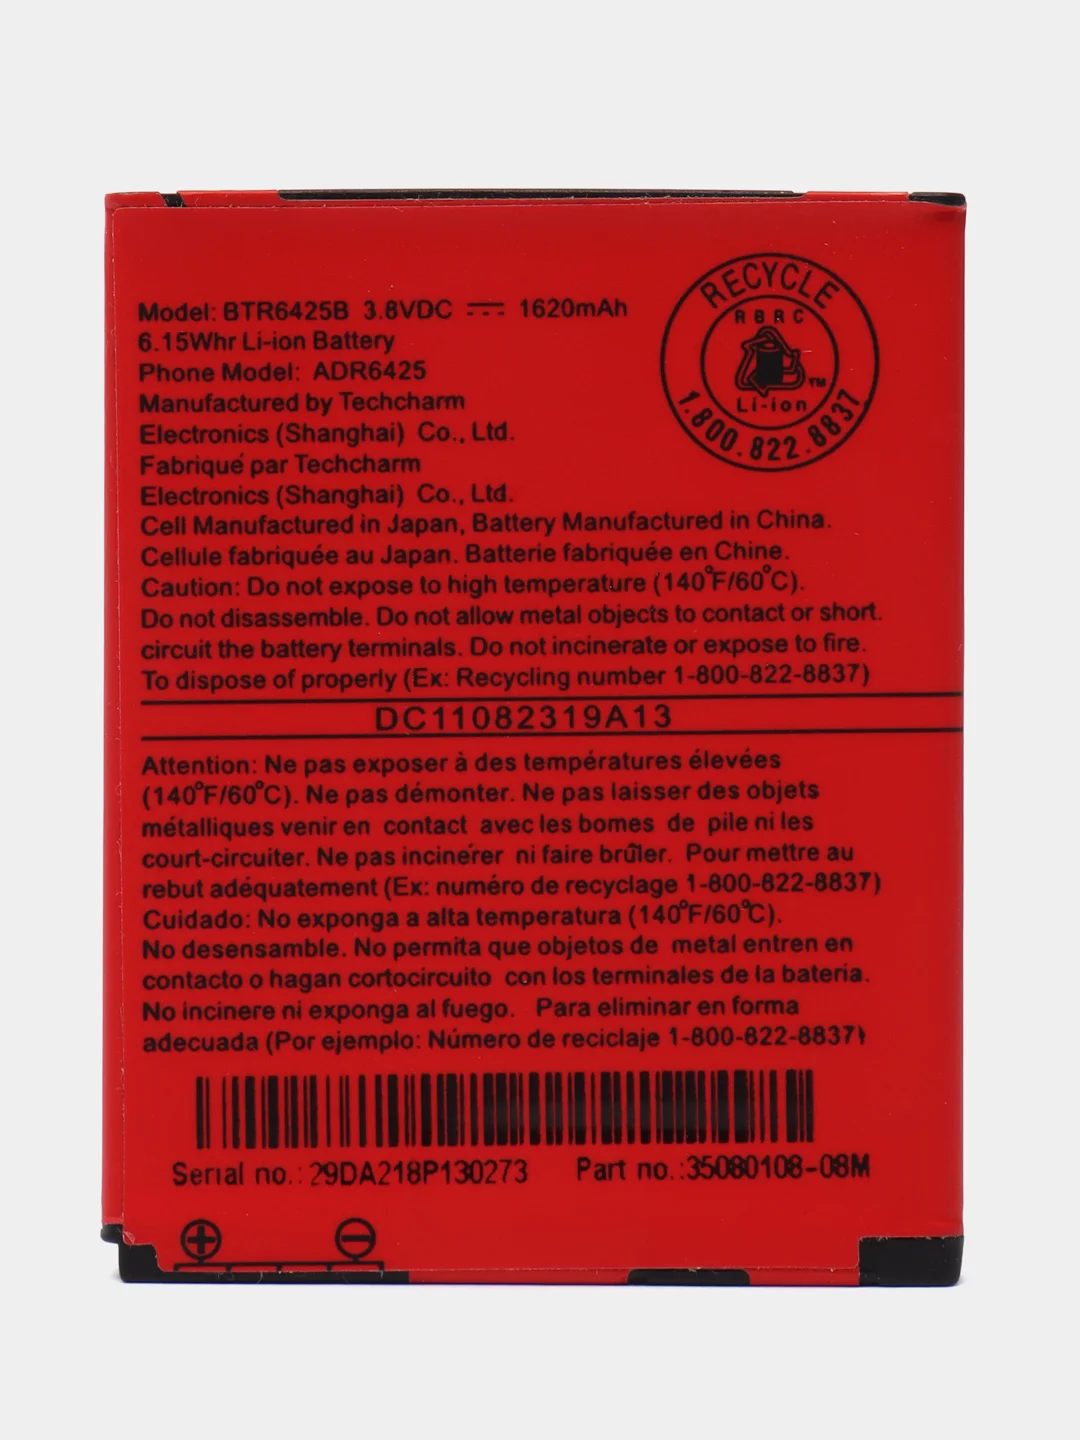 Model: BTR6425B 3.8VDC 1620mAh
6.15Whr Li-ion Battery
Phone Model: ADR6425
Manufactured by Techcharm
Electronics (Shanghai) Co., Ltd.
Fabriqué par Techcharm
Electronics (Shanghai) Co., Ltd.
Cell Manufactured in Japan, Battery Manufactured in China.
Cellule fabriquée au Japan. Batterie fabriquée en Chine.
Caution: Do not expose to high temperature (140°F/60°C).
Do not disassemble. Do not allow metal objects to contact or short.
circuit the battery terminals. Do not incinerate or expose to fire.
To dispose of properly (Ex: Recycling number 1-800-822-8837)
RECYCLE
RBRC
TM
Li-ion
1.800.822.8837
DC11082319A13
Attention: Ne pas exposer à des températures élevées
(140°F/60°C). Ne pas démonter. Ne pas laisser des objets
métalliques venir en contact avec les bornes de pile ni les
court-circuiter. Ne pas incinérer ni faire brûler. Pour mettre au
rebut adéquatement (Ex: numéro de recyclage 1-800-822-8837)
Cuidado: No exponga a alta temperatura (140°F/60°C).
No desensamble. No permita que objetos de metal entren en
contacto o hagan cortocircuito con los terminales de la bateria.
No incinere ni exponga al fuego. Para eliminar en forma
adecuada (Por ejemplo: Número de reciclaje 1-800-822-8837)
Serial no.: 29DA218P130273 Part no.:35080108-08M
+ −